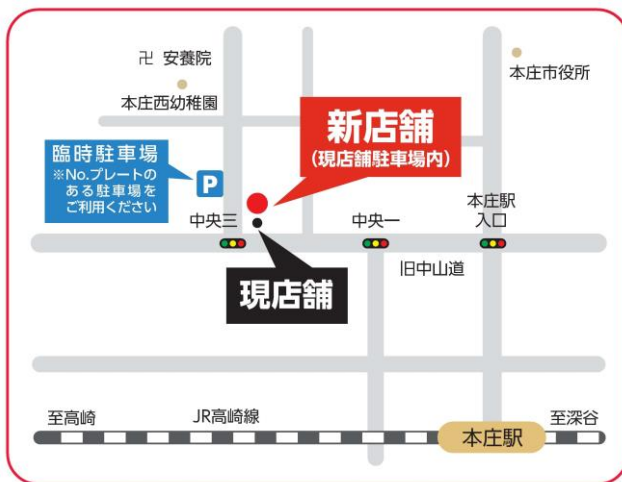 卍 安養院
本庄西幼稚園
本庄市役所
新店舗
(現店舗駐車場内)
臨時駐車場
※No.プレートの
ある駐車場を
ご利用ください
P
中央三
中央一
本庄駅
入口
旧中山道
現店舗
至高崎
JR高崎線
本庄駅
至深谷